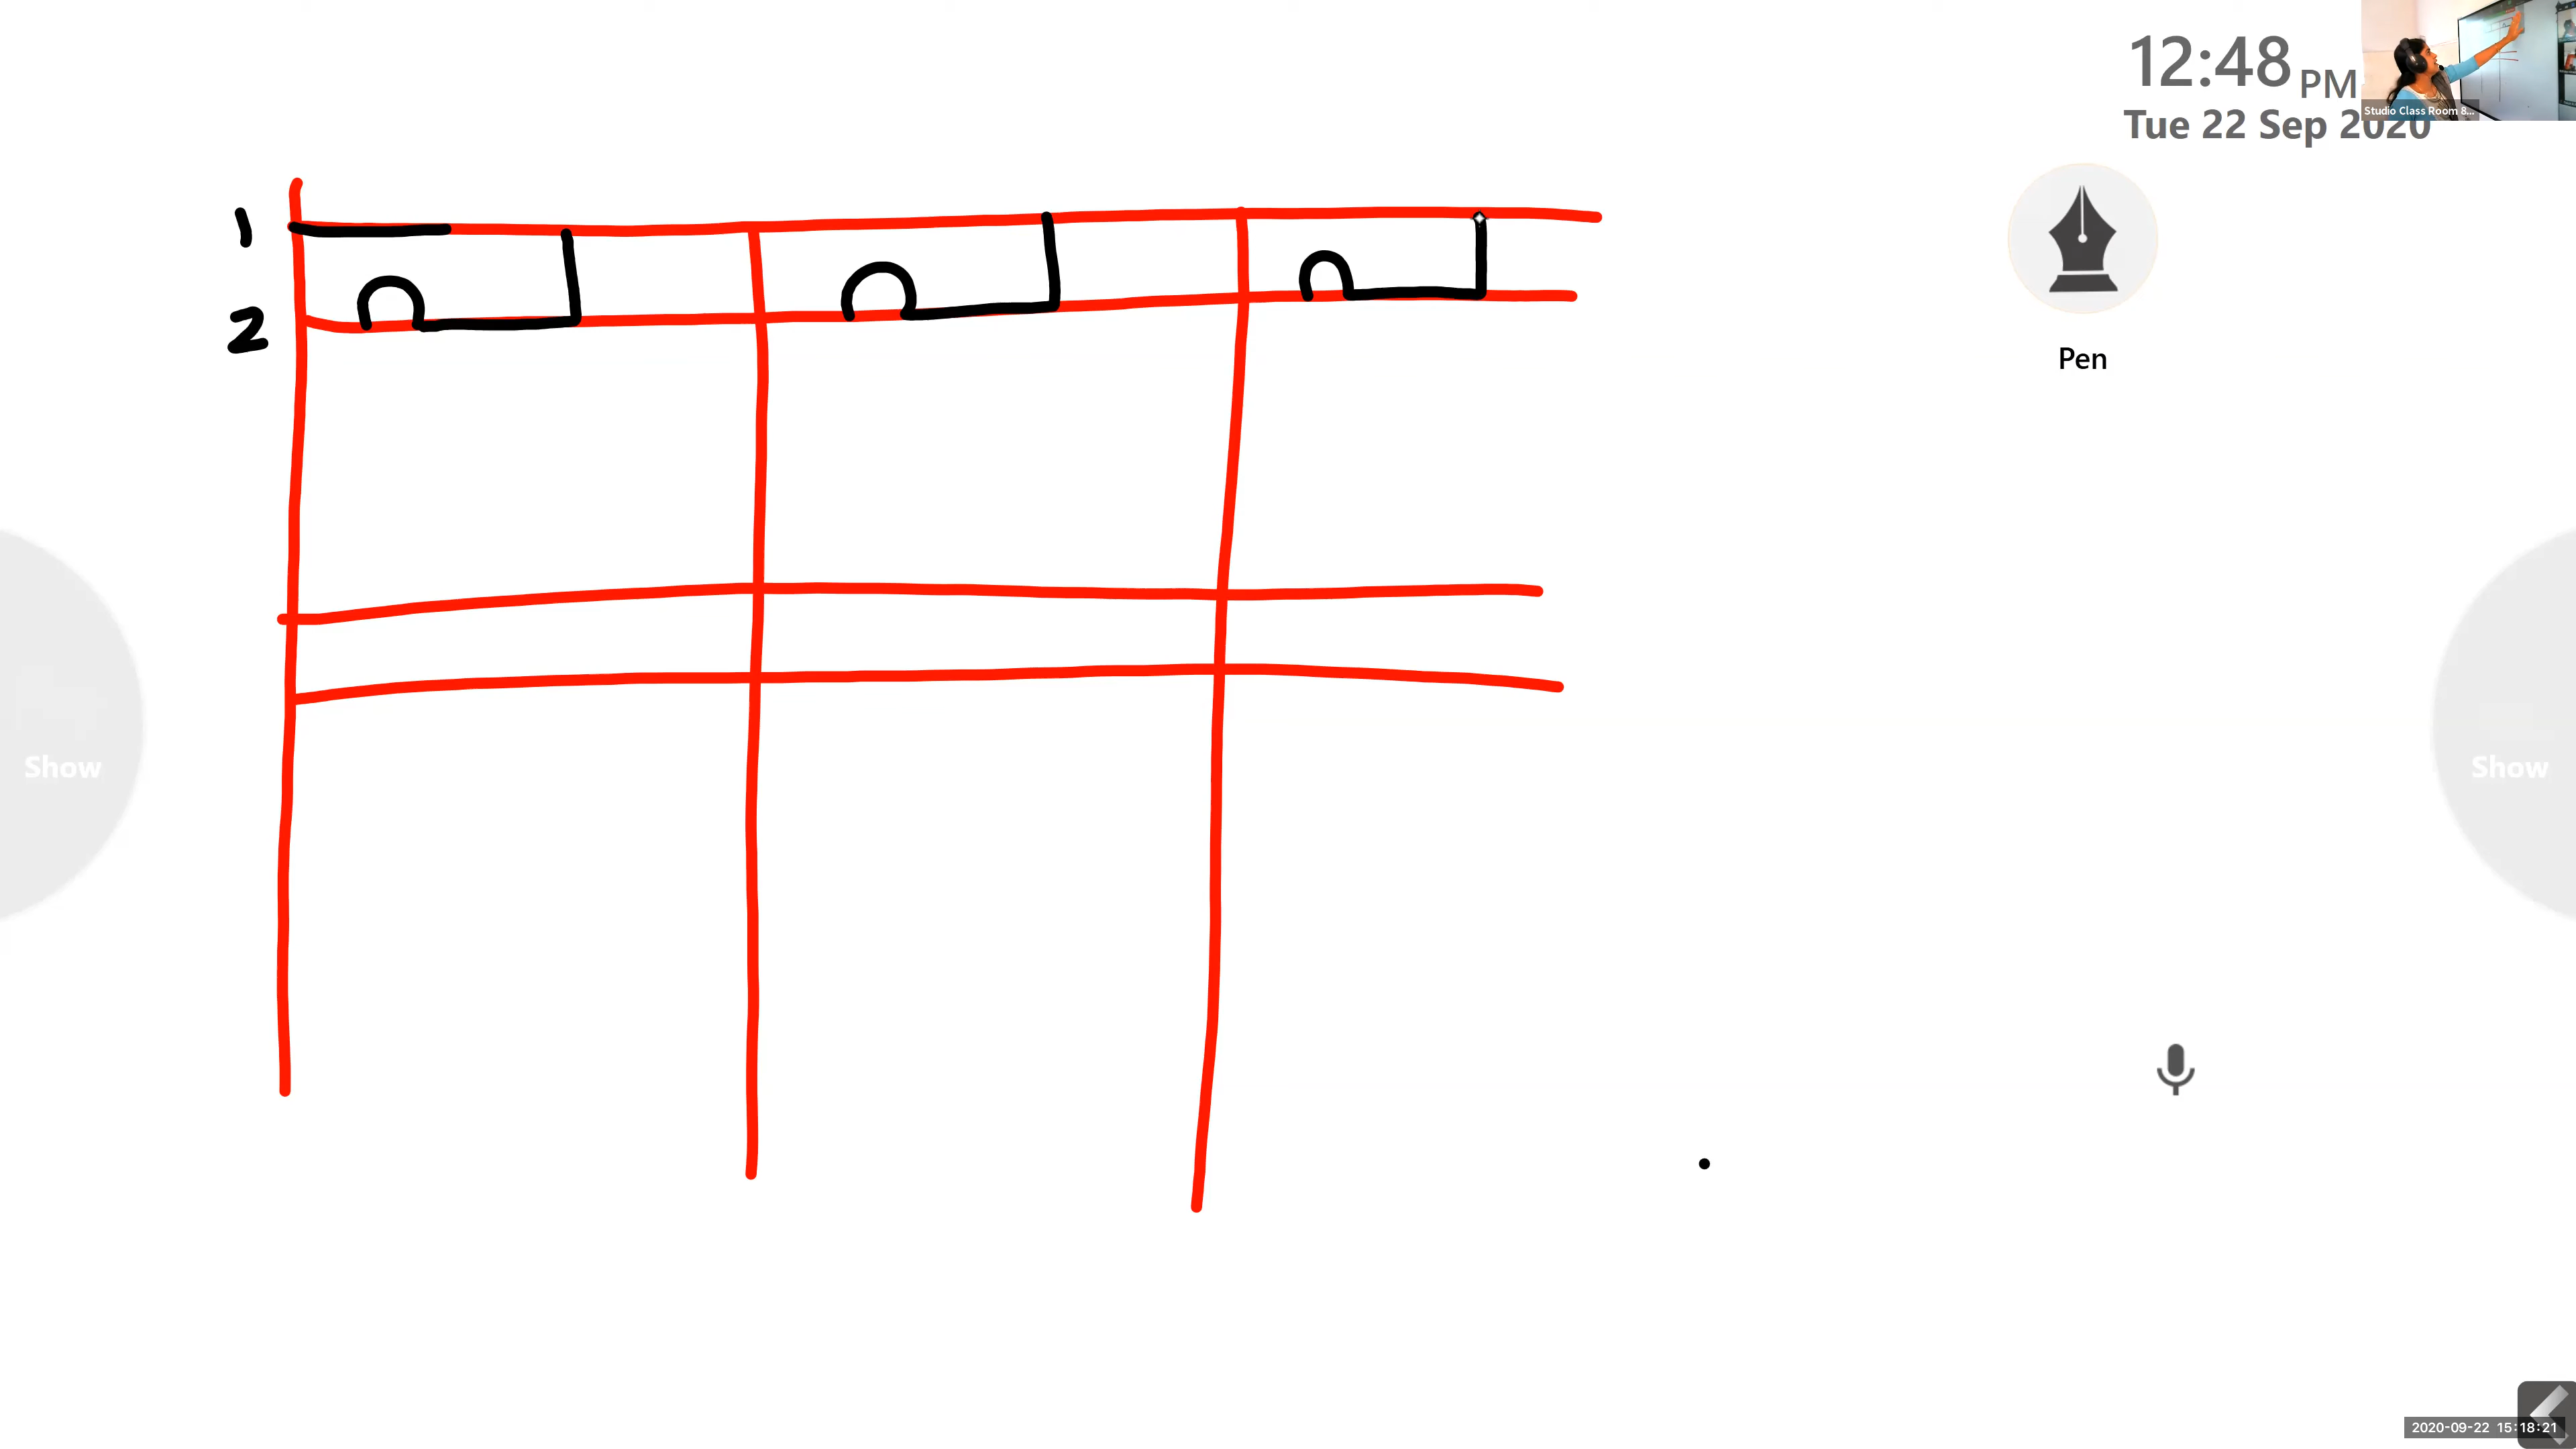 12:48 PM
Tue 22 Sep 2020
Studio Class Room 8...
1
2
Pen
Show
Show
2020-09-22 15:18:21